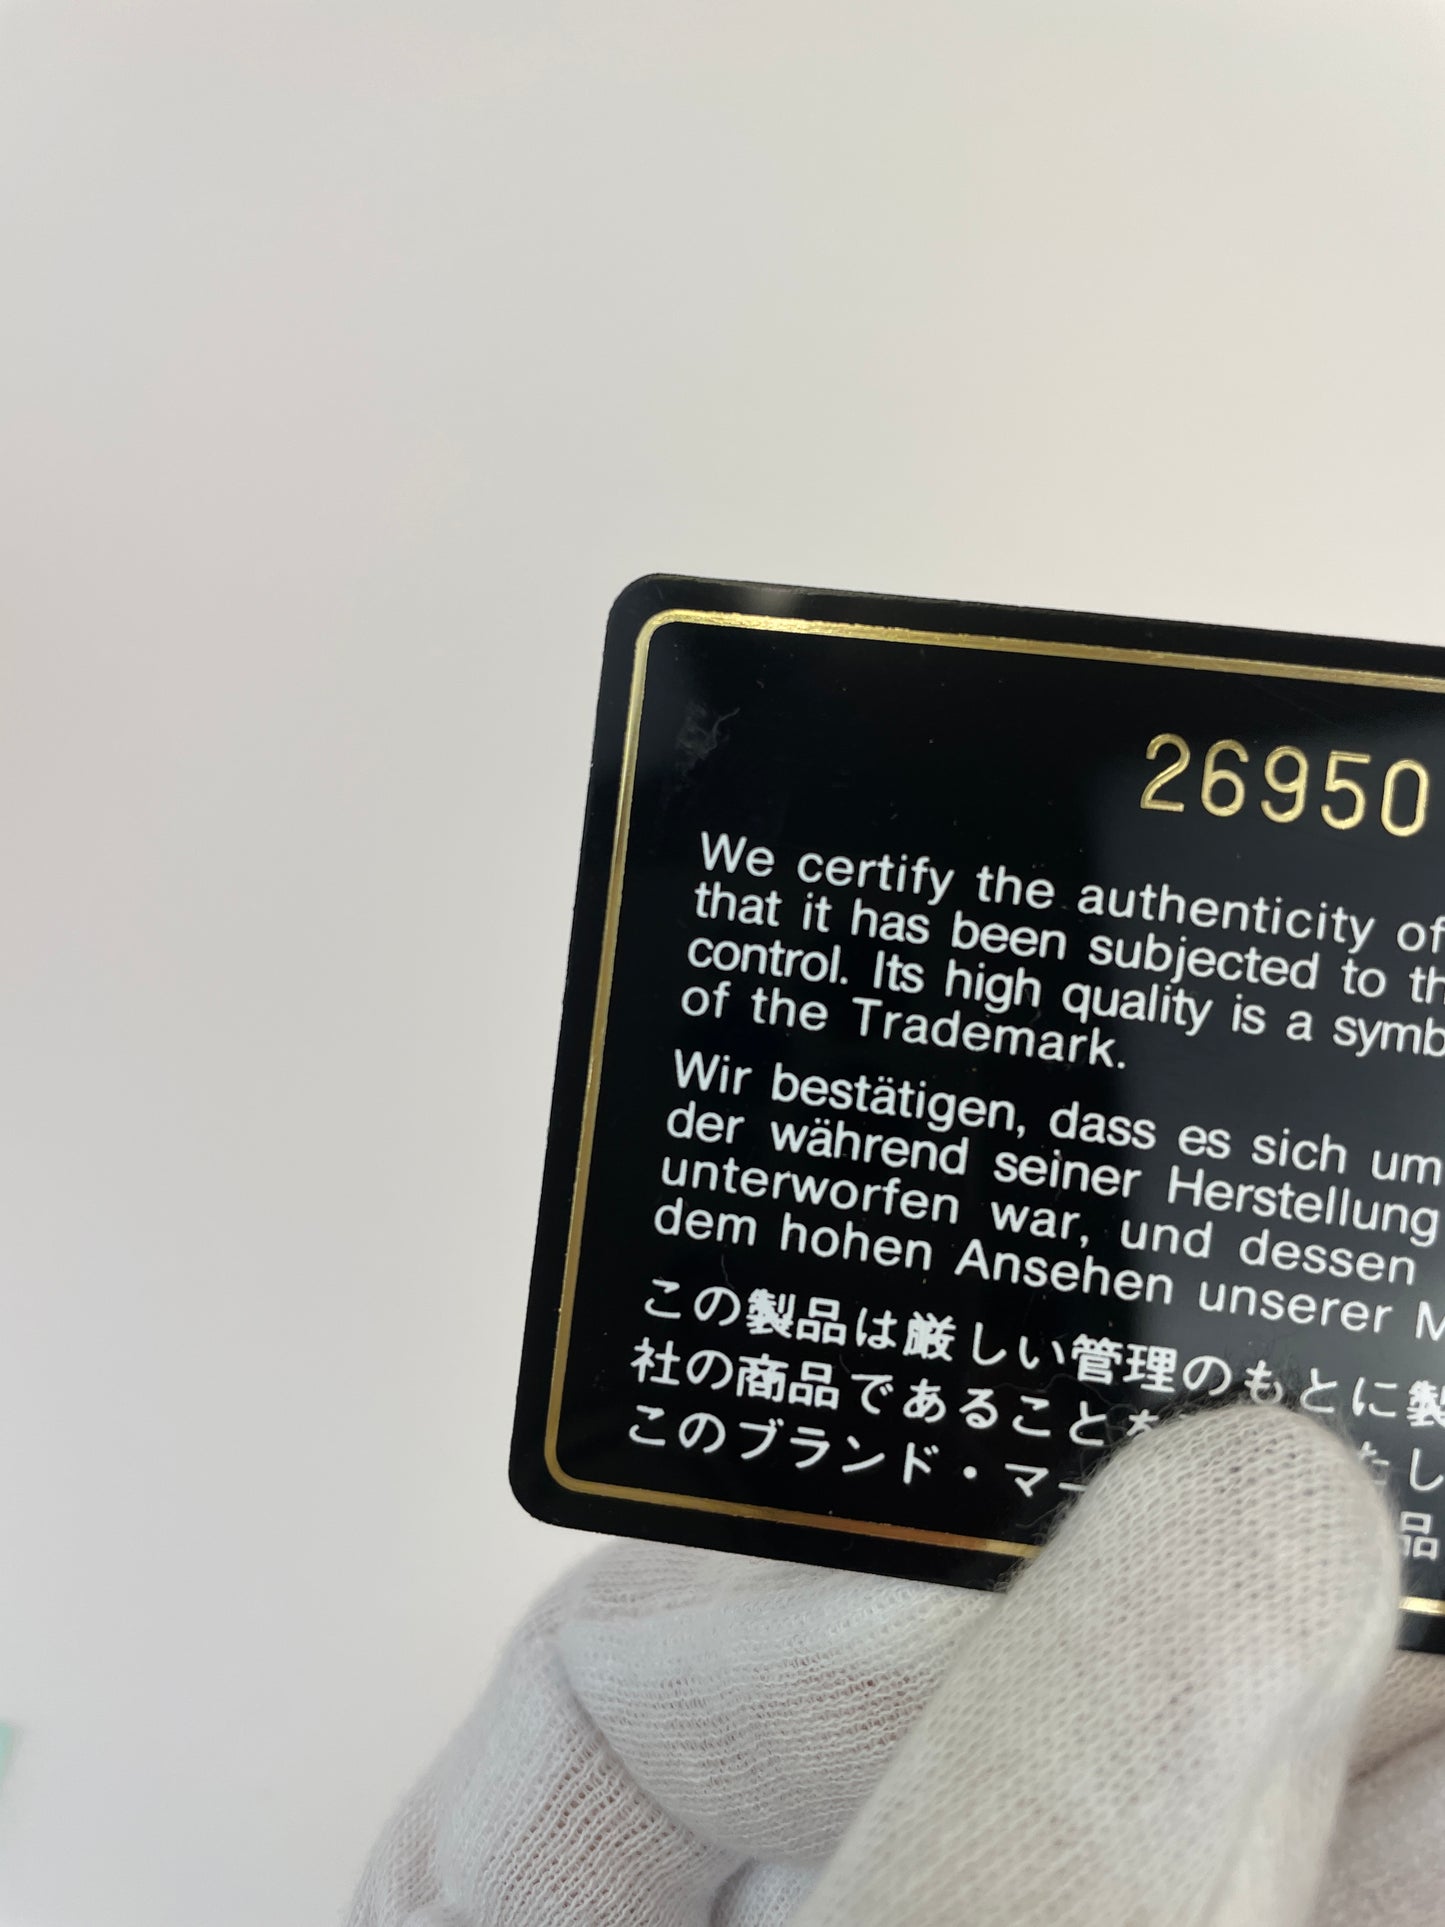 26950
We certify the authenticity of
that it has been subjected to th
control. Its high quality is a symb
of the Trademark.
Wir bestätigen, dass es sich um
der während seiner Herstellung
unterworfen war, und dessen
dem hohen Ansehen unserer M
この製品は厳しい管理のもとに製
社の商品であることを たし
このブランド・マー 品